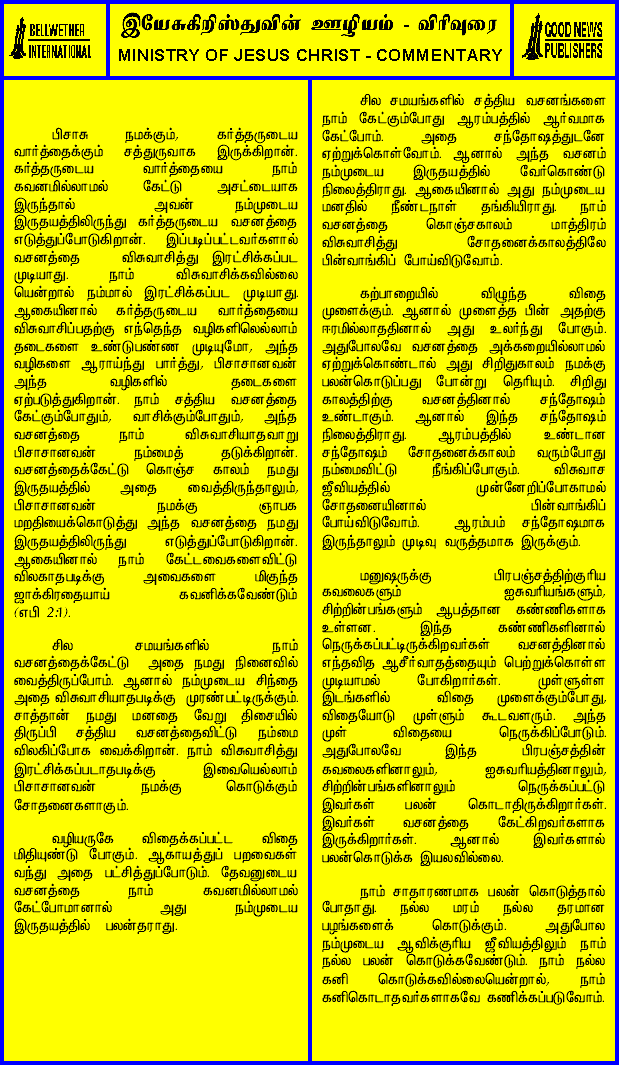 BELLWETHER
INTERNATIONAL
இயேசுகிறிஸ்துவின் ஊழியம் - விரிவுரை
MINISTRY OF JESUS CHRIST - COMMENTARY
GOOD NEWS
PUBLISHERS
பிசாசு நமக்கும், கர்த்தருடைய
வார்த்தைக்கும் சத்துருவாக இருக்கிறான்.
கர்த்தருடைய வார்த்தையை நாம்
கவனமில்லாமல் கேட்டு அசட்டையாக
இருந்தால் அவன் நம்முடைய
இருதயத்திலிருந்து கர்த்தருடைய வசனத்தை
எடுத்துப்போடுகிறான். இப்படிப்பட்டவர்களால்
வசனத்தை விசுவாசித்து இரட்சிக்கப்பட
முடியாது. நாம் விசுவாசிக்கவில்லை
யென்றால் நம்மால் இரட்சிக்கப்பட முடியாது.
ஆகையினால் கர்த்தருடைய வார்த்தையை
விசுவாசிப்பதற்கு எந்தெந்த வழிகளிலெல்லாம்
தடைகளை உண்டுபண்ண முடியுமோ, அந்த
வழிகளை ஆராய்ந்து பார்த்து, பிசாசானவன்
அந்த வழிகளில் தடைகளை
ஏற்படுத்துகிறான். நாம் சத்திய வசனத்தை
கேட்கும்போதும், வாசிக்கும்போதும், அந்த
வசனத்தை நாம் விசுவாசியாதவாறு
பிசாசானவன் நம்மைத் தடுக்கிறான்.
வசனத்தைக்கேட்டு கொஞ்ச காலம் நமது
இருதயத்தில் அதை வைத்திருந்தாலும்,
பிசாசானவன் நமக்கு ஞாபக
மறதியைக்கொடுத்து அந்த வசனத்தை நமது
இருதயத்திலிருந்து எடுத்துப்போடுகிறான்.
ஆகையினால் நாம் கேட்டவைகளைவிட்டு
விலகாதபடிக்கு அவைகளை மிகுந்த
ஜாக்கிரதையாய் கவனிக்கவேண்டும்
(எபி 2:1).
சில சமயங்களில் நாம்
வசனத்தைக்கேட்டு அதை நமது நினைவில்
வைத்திருப்போம். ஆனால் நம்முடைய சிந்தை
அதை விசுவாசியாதபடிக்கு முரண்பட்டிருக்கும்.
சாத்தான் நமது மனதை வேறு திசையில்
திருப்பி சத்திய வசனத்தைவிட்டு நம்மை
விலகிப்போக வைக்கிறான். நாம் விசுவாசித்து
இரட்சிக்கப்படாதபடிக்கு இவையெல்லாம்
பிசாசானவன் நமக்கு கொடுக்கும்
சோதனைகளாகும்.
வழியருகே விதைக்கப்பட்ட விதை
மிதியுண்டு போகும். ஆகாயத்துப் பறவைகள்
வந்து அதை பட்சித்துப்போடும். தேவனுடைய
வசனத்தை நாம் கவனமில்லாமல்
கேட்போமானால் அது நம்முடைய
இருதயத்தில் பலன்தராது.
சில சமயங்களில் சத்திய வசனங்களை
நாம் கேட்கும்போது ஆரம்பத்தில் ஆர்வமாக
கேட்போம். அதை சந்தோஷத்துடனே
ஏற்றுக்கொள்வோம். ஆனால் அந்த வசனம்
நம்முடைய இருதயத்தில் வேர்கொண்டு
நிலைத்திராது. ஆகையினால் அது நம்முடைய
மனதில் நீண்டநாள் தங்கியிராது. நாம்
வசனத்தை கொஞ்சகாலம் மாத்திரம்
விசுவாசித்து சோதனைக்காலத்திலே
பின்வாங்கிப் போய்விடுவோம்.
கற்பாறையில் விழுந்த விதை
முளைக்கும். ஆனால் முளைத்த பின் அதற்கு
ஈரமில்லாததினால் அது உலர்ந்து போகும்.
அதுபோலவே வசனத்தை அக்கறையில்லாமல்
ஏற்றுக்கொண்டால் அது சிறிதுகாலம் நமக்கு
பலன்கொடுப்பது போன்று தெரியும். சிறிது
காலத்திற்கு வசனத்தினால் சந்தோஷம்
உண்டாகும். ஆனால் இந்த சந்தோஷம்
நிலைத்திராது. ஆரம்பத்தில் உண்டான
சந்தோஷம் சோதனைக்காலம் வரும்போது
நம்மைவிட்டு நீங்கிப்போகும். விசுவாச
ஜீவியத்தில் முன்னேறிப்போகாமல்
சோதனையினால் பின்வாங்கிப்
போய்விடுவோம். ஆரம்பம் சந்தோஷமாக
இருந்தாலும் முடிவு வருத்தமாக இருக்கும்.
மனுஷருக்கு பிரபஞ்சத்திற்குரிய
கவலைகளும் ஐசுவரியங்களும்,
சிற்றின்பங்களும் ஆபத்தான கண்ணிகளாக
உள்ளன. இந்த கண்ணிகளினால்
நெருக்கப்பட்டிருக்கிறவர்கள் வசனத்தினால்
எந்தவித ஆசீர்வாதத்தையும் பெற்றுக்கொள்ள
முடியாமல் போகிறார்கள். முள்ளுள்ள
இடங்களில் விதை முளைக்கும்போது,
விதையோடு முள்ளும் கூடவளரும். அந்த
முள் விதையை நெருக்கிப்போடும்.
அதுபோலவே இந்த பிரபஞ்சத்தின்
கவலைகளினாலும், ஐசுவரியத்தினாலும்,
சிற்றின்பங்களினாலும் நெருக்கப்பட்டு
இவர்கள் பலன் கொடாதிருக்கிறார்கள்.
இவர்கள் வசனத்தை கேட்கிறவர்களாக
இருக்கிறார்கள். ஆனால் இவர்களால்
பலன்கொடுக்க இயலவில்லை.
நாம் சாதாரணமாக பலன் கொடுத்தால்
போதாது. நல்ல மரம் நல்ல தரமான
பழங்களைக் கொடுக்கும். அதுபோல
நம்முடைய ஆவிக்குரிய ஜீவியத்திலும் நாம்
நல்ல பலன் கொடுக்கவேண்டும். நாம் நல்ல
கனி கொடுக்கவில்லையென்றால், நாம்
கனிகொடாதவர்களாகவே கணிக்கப்படுவோம்.